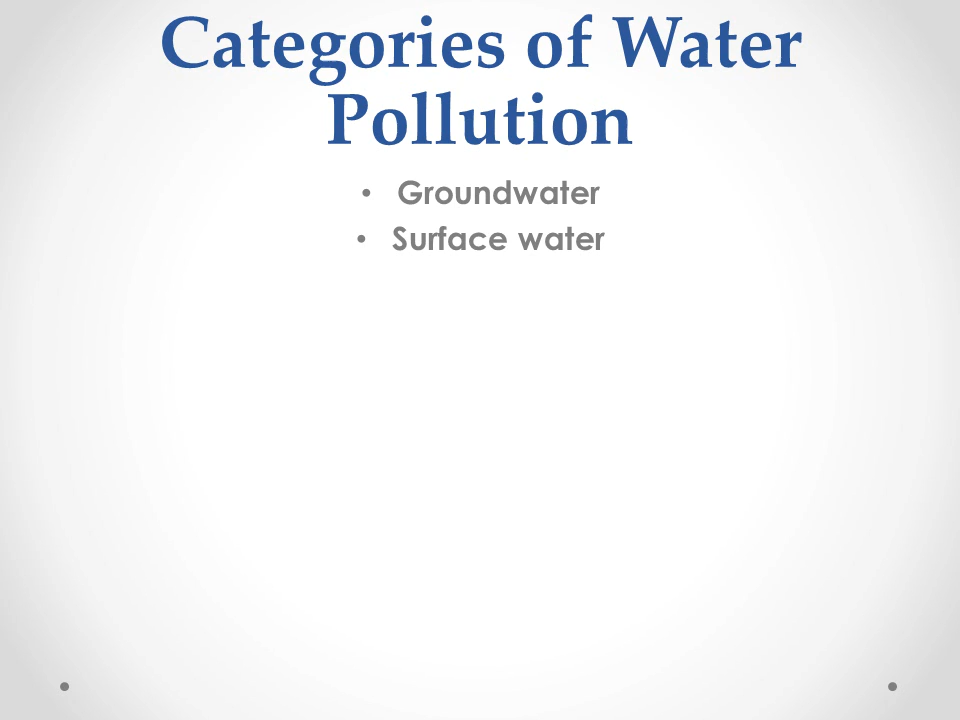 Categories of Water
Pollution
• Groundwater
• Surface water